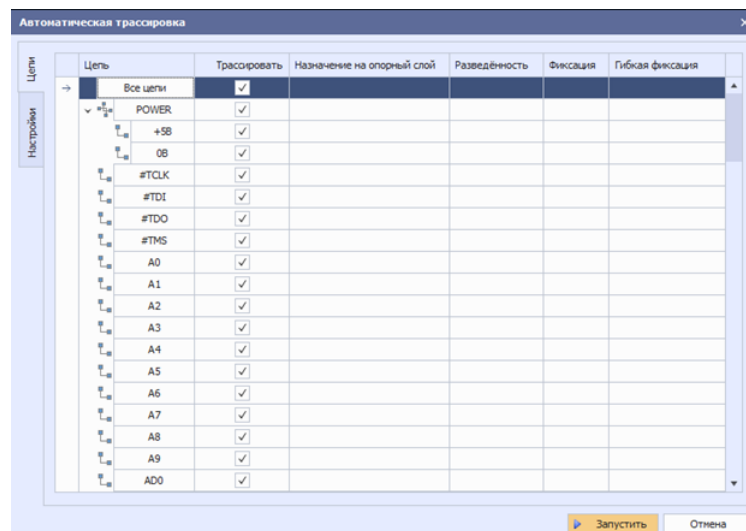 Автоматическая трассировка
Цепи
Настройки
Цепь Трассировать Назначение на опорный слой Разведённость Фиксация Гибкая фиксация
Все цепи
POWER
+5В
0В
#TCLK
#TDI
#TDO
#TMS
A0
A1
A2
A3
A4
A5
A6
A7
A8
A9
AD0
Запустить Отмена